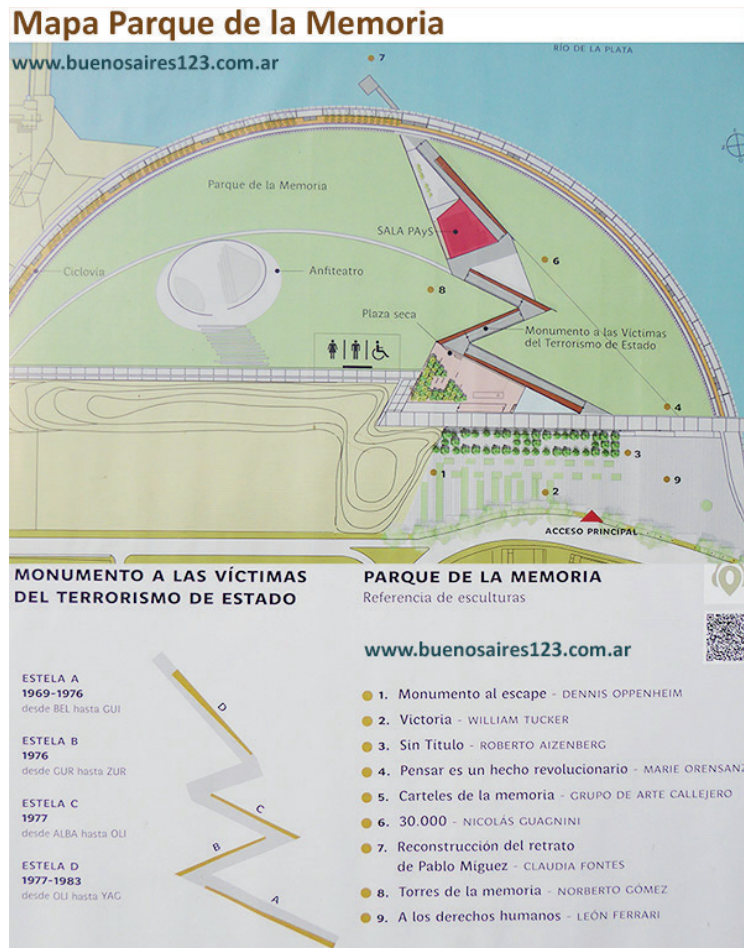 Mapa Parque de la Memoria
www.buenosaires123.com.ar
7
RÍO DE LA PLATA
Parque de la Memoria
SALA PAyS
6
Ciclovía
Anfiteatro
8
Plaza seca
Monumento a las Víctimas
del Terrorismo de Estado
4
3
1
9
2
ACCESO PRINCIPAL
MONUMENTO A LAS VÍCTIMAS
DEL TERRORISMO DE ESTADO
ESTELA A
1969-1976
desde BEL hasta GUI
ESTELA B
1976
desde GUR hasta ZUR
ESTELA C
1977
desde ALBA hasta OLI
ESTELA D
1977-1983
desde OLI hasta YAG
D
C
B
A
PARQUE DE LA MEMORIA
Referencia de esculturas
www.buenosaires123.com.ar
1. Monumento al escape - DENNIS OPPENHEIM
2. Victoria - WILLIAM TUCKER
3. Sin Título - ROBERTO AIZENBERG
4. Pensar es un hecho revolucionario - MARIE ORENSANZ
5. Carteles de la memoria - GRUPO DE ARTE CALLEJERO
6. 30.000 - NICOLÁS GUAGNINI
7. Reconstrucción del retrato
de Pablo Míguez - CLAUDIA FONTES
8. Torres de la memoria - NORBERTO GÓMEZ
9. A los derechos humanos - LEÓN FERRARI